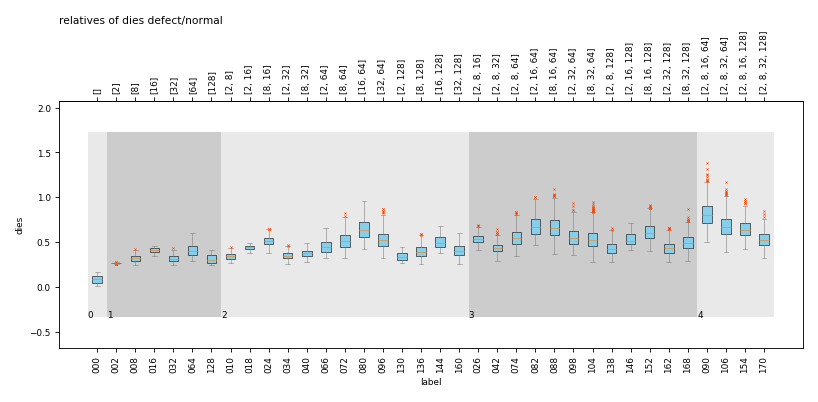 relatives of dies defect/normal
[] [2] [8] [16] [32] [64] [128] [2, 8] [2, 16] [8, 16] [2, 32] [8, 32] [2, 64] [8, 64] [16, 64] [32, 64] [2, 128] [8, 128] [16, 128] [32, 128] [2, 8, 16] [2, 8, 32] [2, 8, 64] [2, 16, 64] [8, 16, 64] [2, 32, 64] [8, 32, 64] [2, 8, 128] [2, 16, 128] [8, 16, 128] [2, 32, 128] [8, 32, 128] [2, 8, 16, 64] [2, 8, 32, 64] [2, 8, 16, 128] [2, 8, 32, 128]
2.0
1.5
1.0
dies
0.5
0.0
0 1 2 3 4
−0.5
000 002 008 016 032 064 128 010 018 024 034 040 066 072 080 096 130 136 144 160 026 042 074 082 088 098 104 138 146 152 162 168 090 106 154 170
label